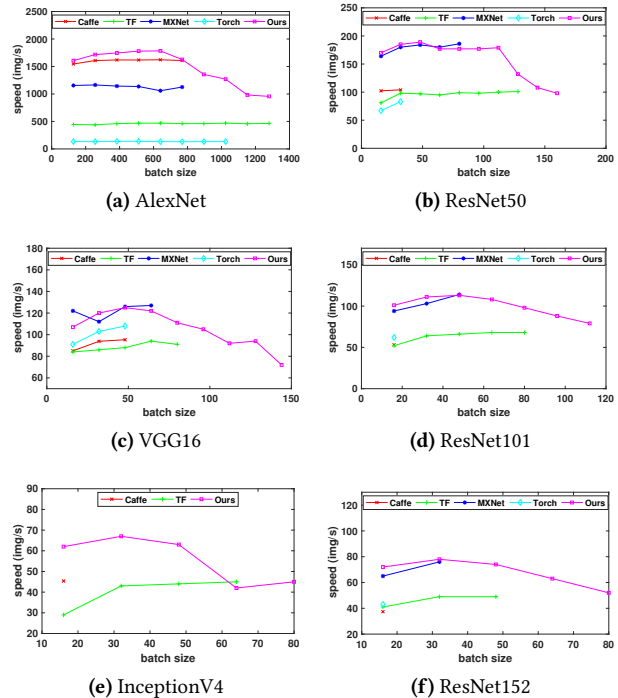 Caffe TF MXNet Torch Ours
speed (img/s)
2500
2000
1500
1000
500
0
0 200 400 600 800 1000 1200 1400
batch size
(a) AlexNet
Caffe TF MXNet Torch Ours
speed (img/s)
250
200
150
100
50
0
0 50 100 150 200
batch size
(b) ResNet50
Caffe TF MXNet Torch Ours
speed (img/s)
180
160
140
120
100
80
60
0 50 100 150
batch size
(c) VGG16
Caffe TF MXNet Torch Ours
speed (img/s)
150
100
50
0
0 20 40 60 80 100 120
batch size
(d) ResNet101
Caffe TF Ours
speed (img/s)
90
80
70
60
50
40
30
20
10 20 30 40 50 60 70 80
batch size
(e) InceptionV4
Caffe TF MXNet Torch Ours
speed (img/s)
120
100
80
60
40
20
10 20 30 40 50 60 70 80
batch size
(f) ResNet152